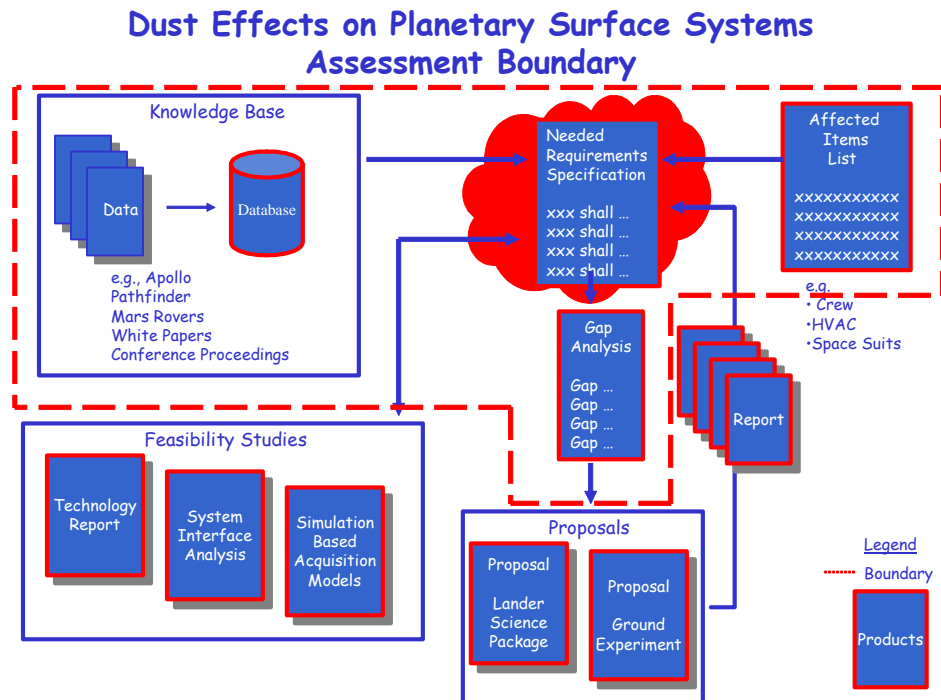 Dust Effects on Planetary Surface Systems
Assessment Boundary
Knowledge Base
Data
Database
e.g., Apollo
Pathfinder
Mars Rovers
White Papers
Conference Proceedings
Needed
Requirements
Specification
xxx shall ...
xxx shall ...
xxx shall ...
xxx shall ...
Affected
Items
List
xxxxxxxxxxx
xxxxxxxxxxx
xxxxxxxxxxx
xxxxxxxxxxx
e.g.
• Crew
•HVAC
•Space Suits
Gap
Analysis
Gap ...
Gap ...
Gap ...
Gap ...
Report
Feasibility Studies
Technology
Report
System
Interface
Analysis
Simulation
Based
Acquisition
Models
Proposals
Proposal
Lander
Science
Package
Proposal
Ground
Experiment
Legend
Boundary
Products